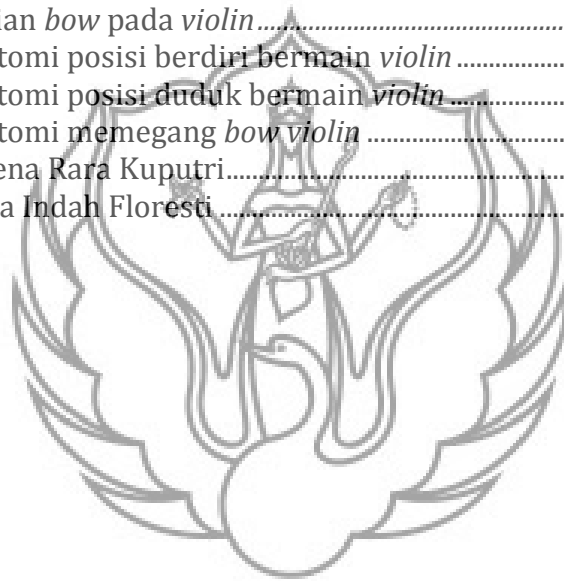 ian bow pada violin..........................................................
tomi posisi berdiri bermain violin....................
tomi posisi duduk bermain violin.....................
tomi memegang bow violin....................................
ena Rara Kuputri..............................................................
a Indah Floresti................................................................